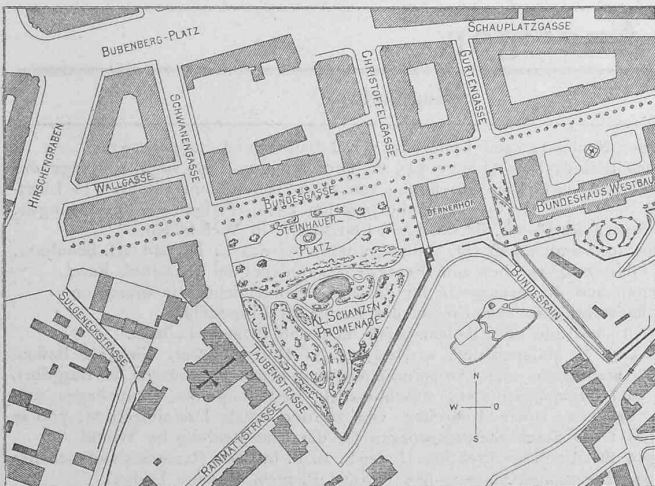 SCHAUPLATZGASSE
BUBENBERG-PLATZ
CHRISTOFFELGASSE
GURTENGASSE
SCHWANENGASSE
HIRSCHENGRABEN
WALLGASSE
BUNDESGASSE
BERNERHOF
BUNDESHAUS, WESTBAU
STEINHAUER-
-PLATZ
KL. SCHANZEN
PROMENADE
BUNDESRAIN
SULGENECKSTRASSE
TAUBENSTRASSE
RAINMATTSTRASSE
N
W
O
S